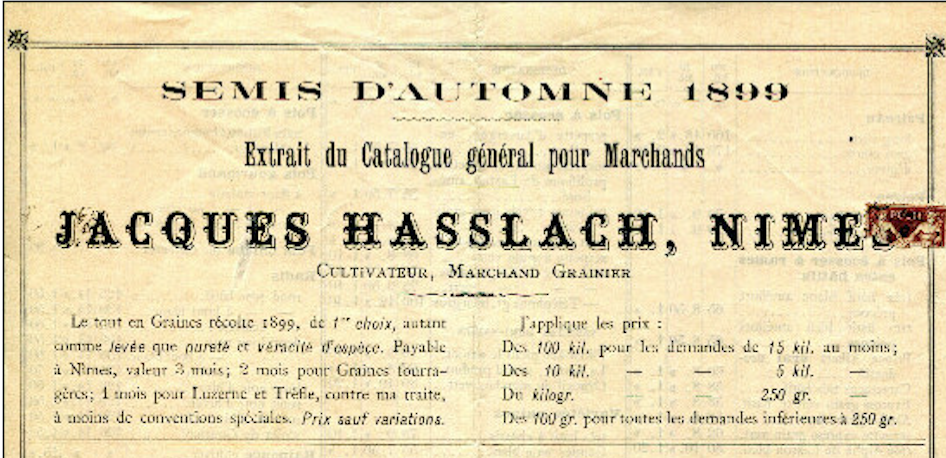 SEMIS D'AUTOMNE 1899
Extrait du Catalogue général pour Marchands
JACQUES HASSLACH, NIMES
CULTIVATEUR, MARCHAND GRAINIER
Le tout en Graines récolte 1899, de 1er choix, autant
comme levée que pureté et véracité d'espèce. Payable
à Nimes, valeur 3 mois; 2 mois pour Graines fourra-
gères; 1 mois pour Luzerne et Trèfle, contre ma traite,
à moins de conventions spéciales. Prix sauf variations.
J'applique les prix :
Des 100 kil. pour les demandes de 15 kil. au moins;
Des 10 kil. — — 5 kil. —
Du kilogr. — — 250 gr. —
Des 100 gr. pour toutes les demandes inférieures à 250 gr.